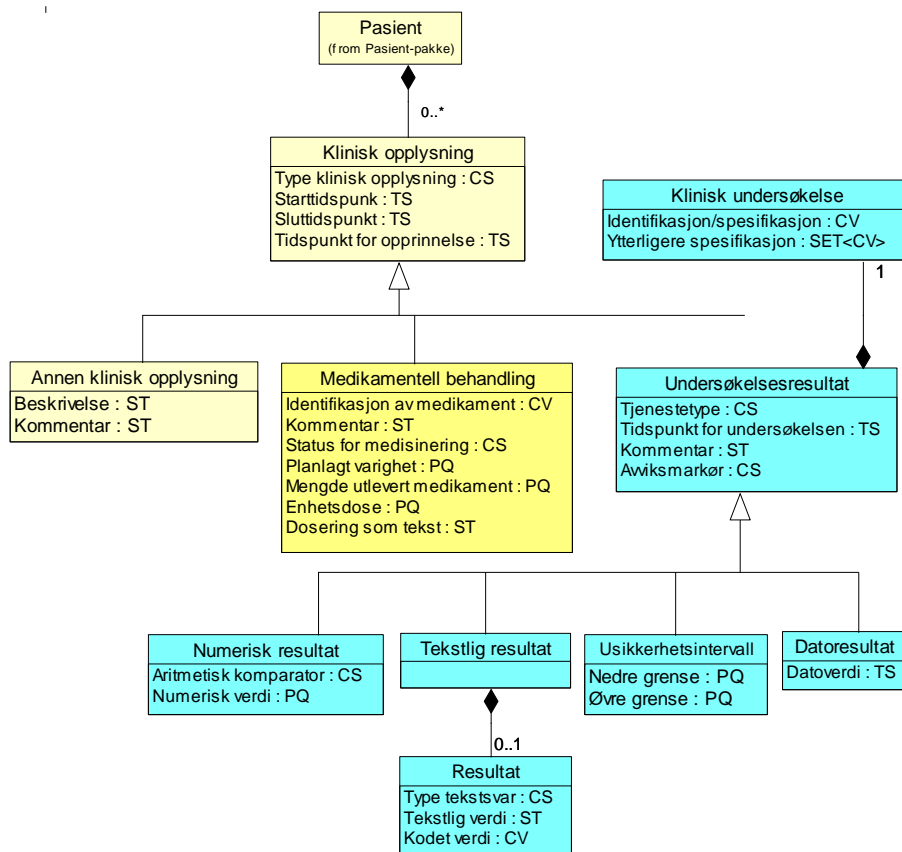 Pasient
(from Pasient-pakke)
0..*
Klinisk opplysning
Type klinisk opplysning : CS
Starttidspunk : TS
Sluttidspunkt : TS
Tidspunkt for opprinnelse : TS
Klinisk undersøkelse
Identifikasjon/spesifikasjon : CV
Ytterligere spesifikasjon : SET<CV>
1
Annen klinisk opplysning
Beskrivelse : ST
Kommentar : ST
Medikamentell behandling
Identifikasjon av medikament : CV
Kommentar : ST
Status for medisinering : CS
Planlagt varighet : PQ
Mengde utlevert medikament : PQ
Enhetsdose : PQ
Dosering som tekst : ST
Undersøkelsesresultat
Tjenestetype : CS
Tidspunkt for undersøkelsen : TS
Kommentar : ST
Avviksmarkør : CS
Numerisk resultat
Aritmetisk komparator : CS
Numerisk verdi : PQ
Tekstlig resultat
Usikkerhetsintervall
Nedre grense : PQ
Øvre grense : PQ
Datoresultat
Datoverdi : TS
0..1
Resultat
Type tekstsvar : CS
Tekstlig verdi : ST
Kodet verdi : CV